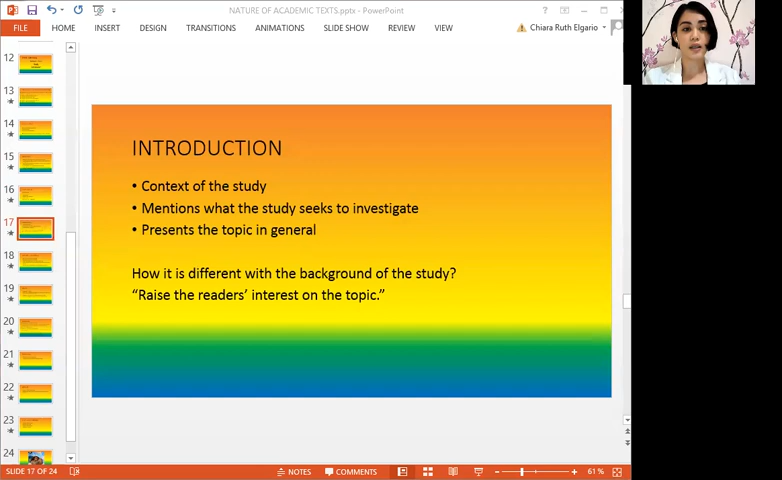 NATURE OF ACADEMIC TEXTS.pptx - PowerPoint
FILE HOME INSERT DESIGN TRANSITIONS ANIMATIONS SLIDE SHOW REVIEW VIEW Chiara Ruth Elgario
12
13
14
15
16
17
18
19
20
21
22
23
24
INTRODUCTION
• Context of the study
• Mentions what the study seeks to investigate
• Presents the topic in general
How it is different with the background of the study?
“Raise the readers’ interest on the topic.”
SLIDE 17 OF 24 NOTES COMMENTS 61 %